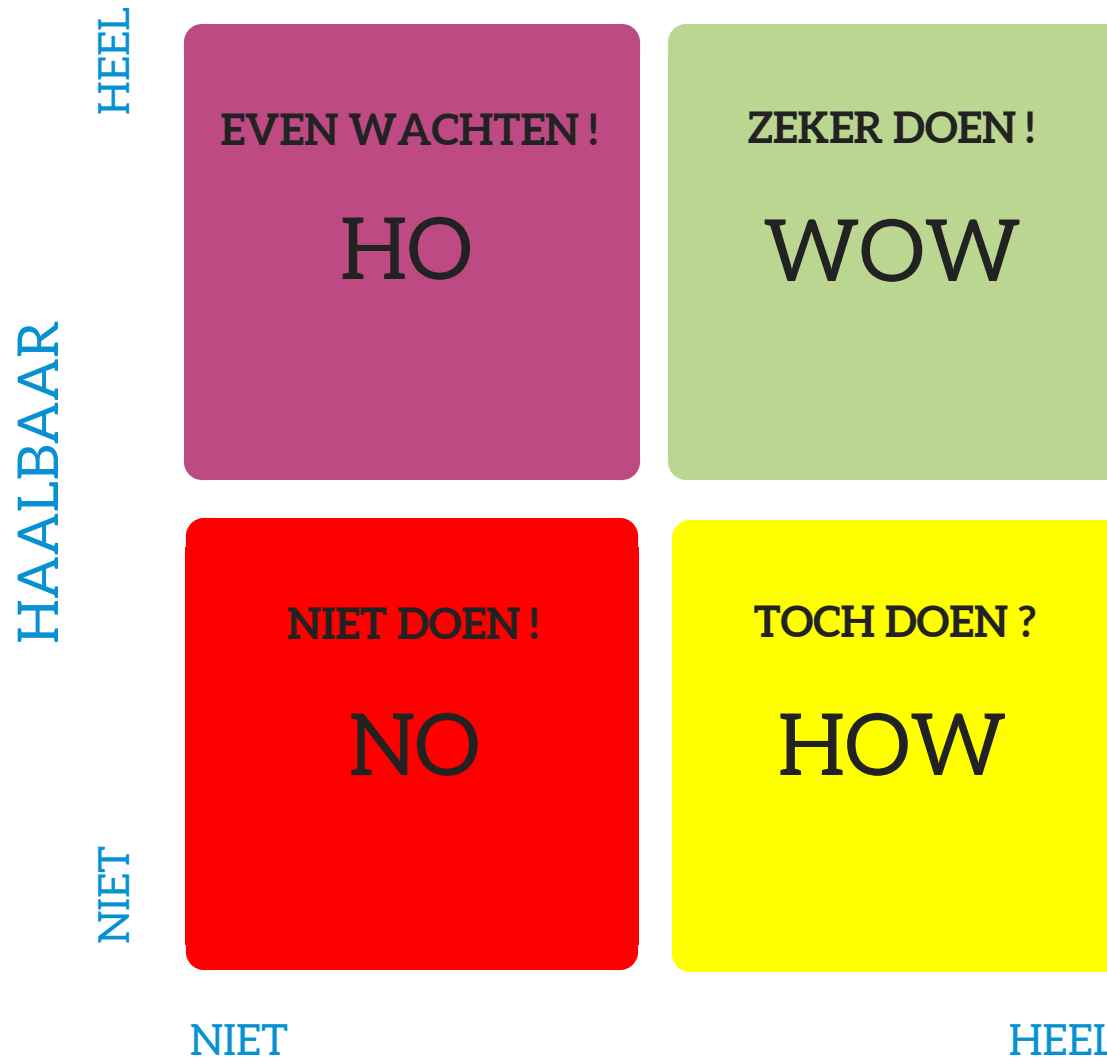 HEEL
EVEN WACHTEN !
HO
ZEKER DOEN !
WOW
HAALBAAR
NIET DOEN !
NO
TOCH DOEN ?
HOW
NIET
NIET
HEEL